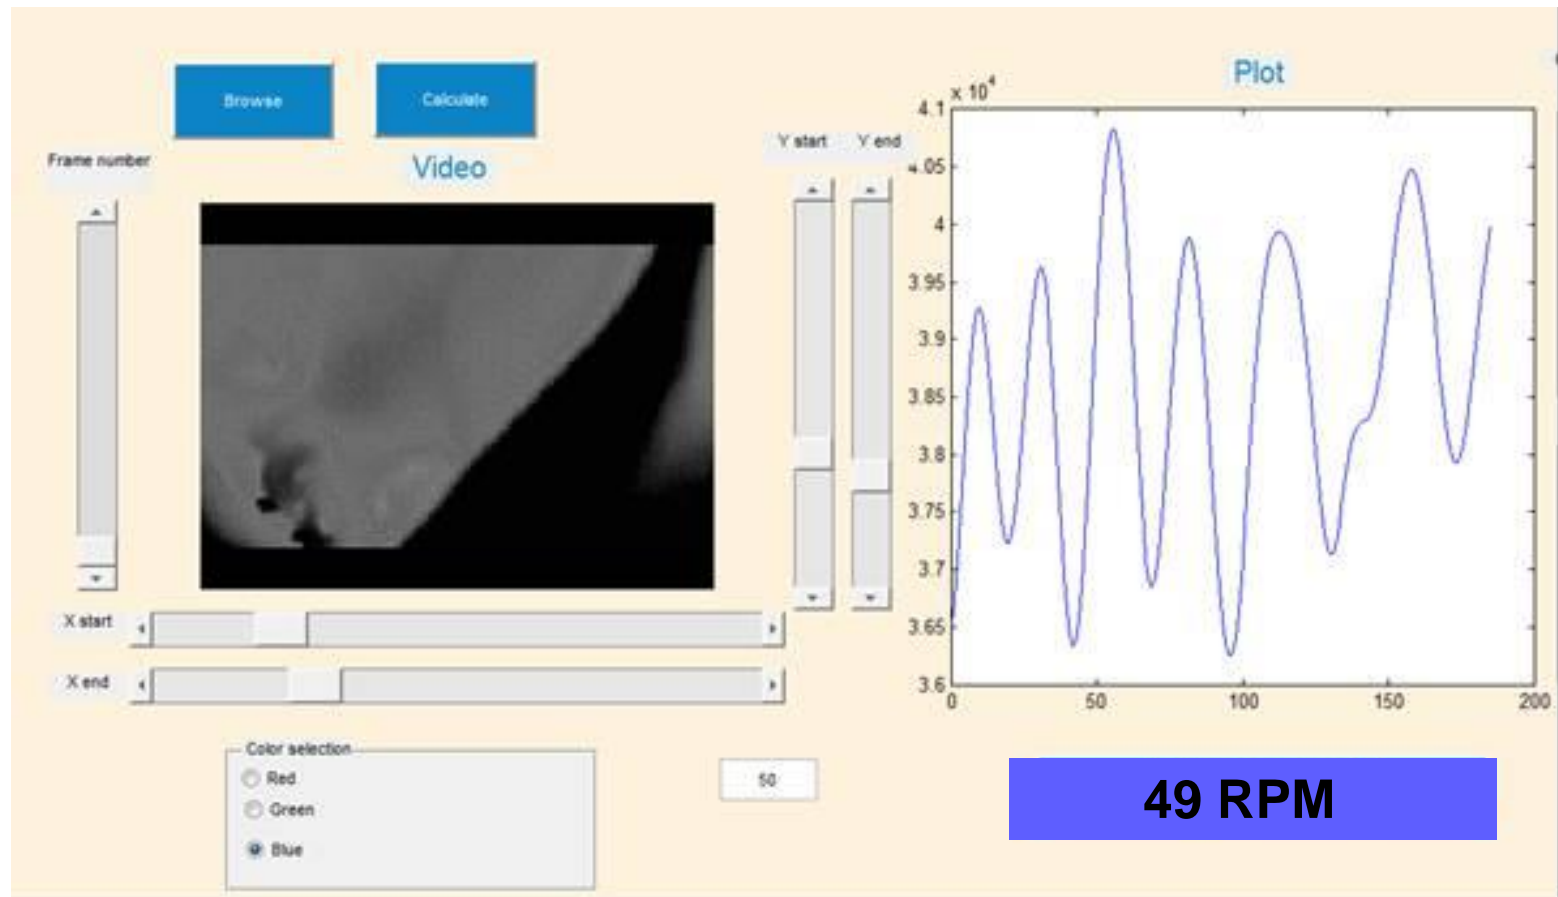 Browse
Calculate
Frame number
Video
Y start
Y end
Plot
x 10^4
4.1
4.05
4
3.95
3.9
3.85
3.8
3.75
3.7
3.65
3.6
0
50
100
150
200
X start
X end
Color selection
Red
Green
Blue
50
49 RPM